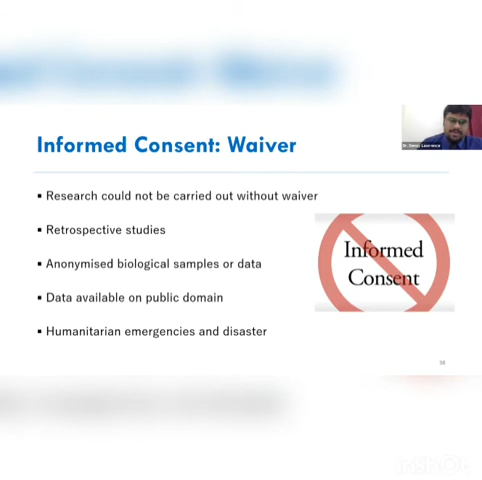 Informed Consent: Waiver
▪ Research could not be carried out without waiver
▪ Retrospective studies
▪ Anonymised biological samples or data
▪ Data available on public domain
▪ Humanitarian emergencies and disaster
Informed
Consent
InShOt